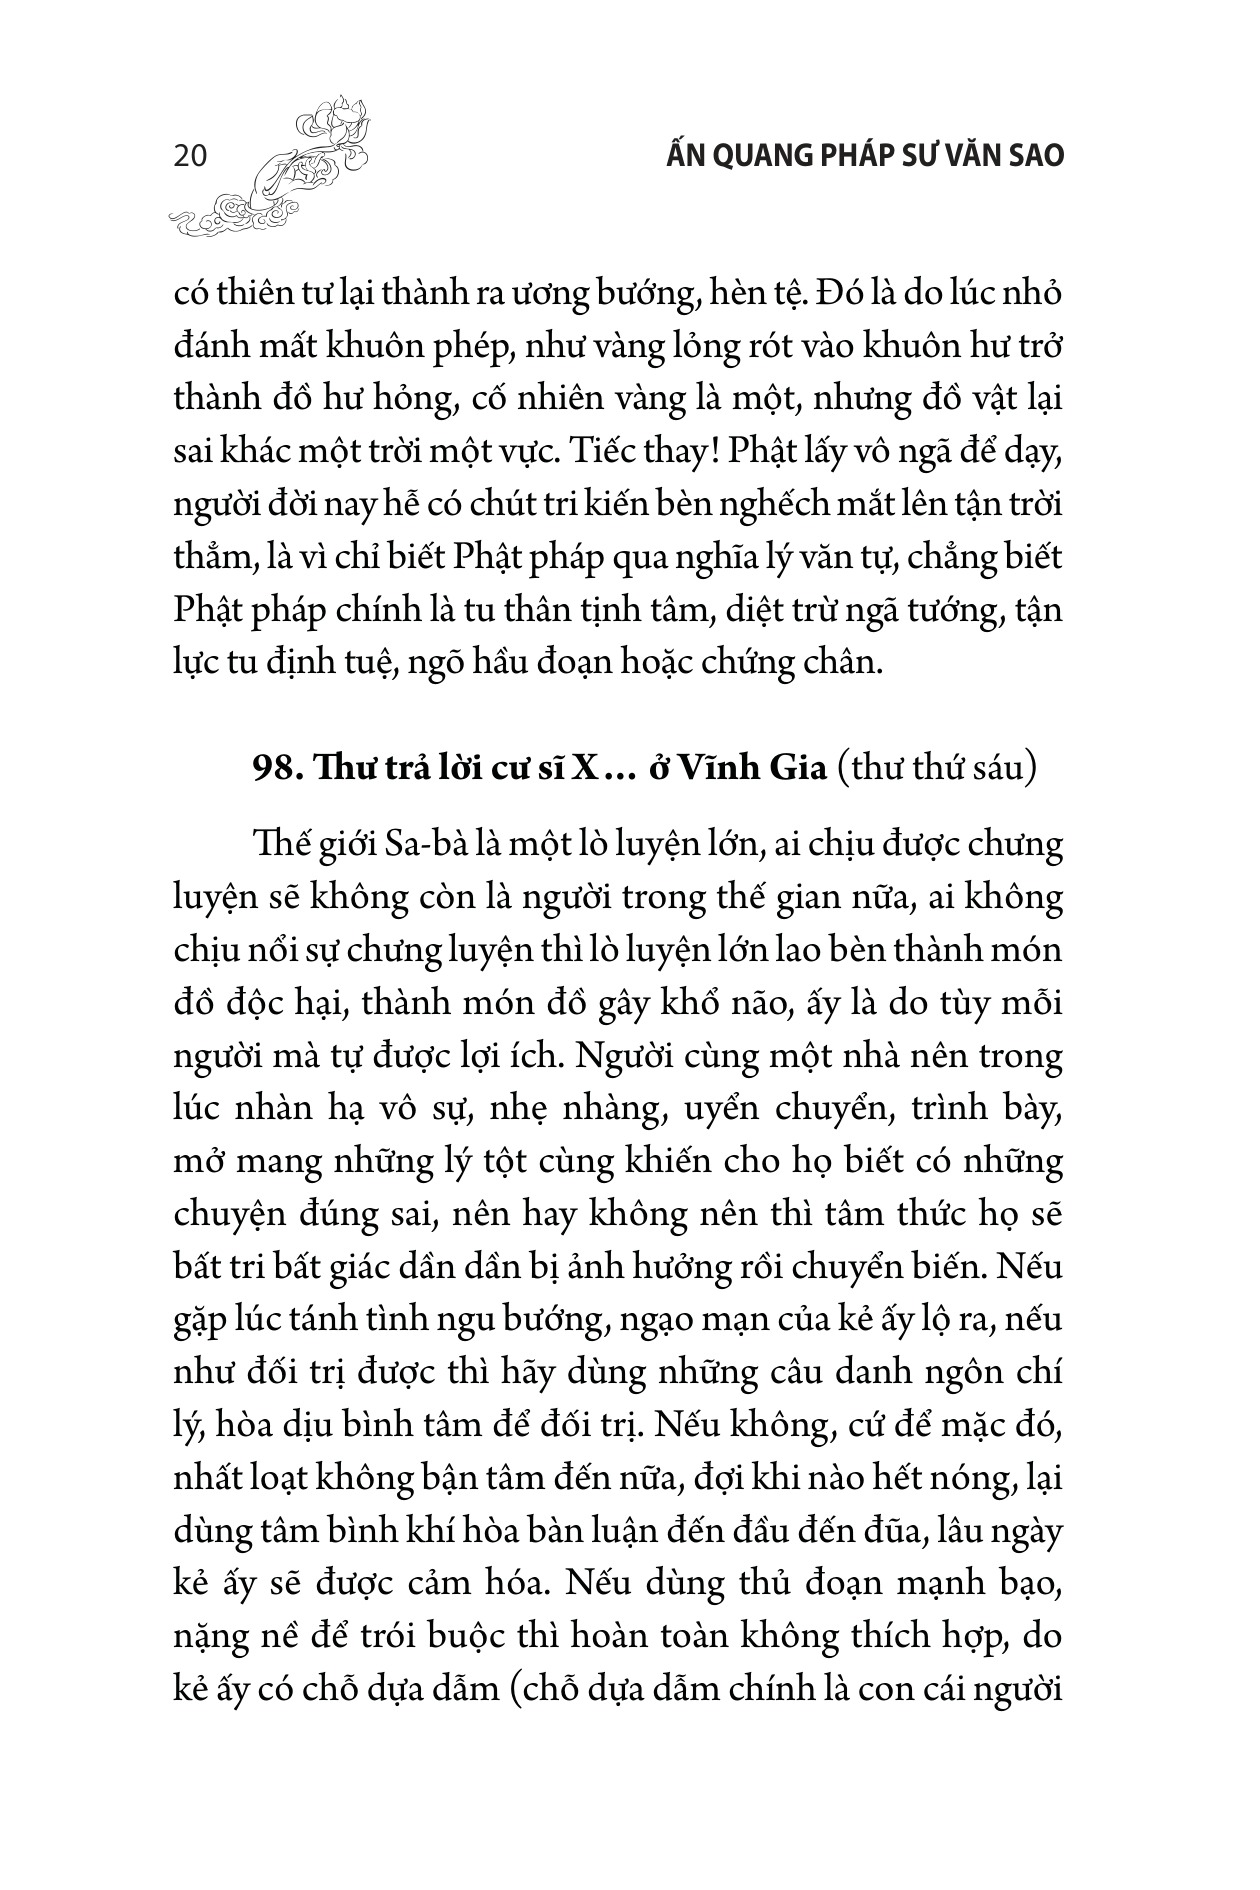 20
ẤN QUANG PHÁP SƯ VĂN SAO
có thiên tư lại thành ra ương bướng, hèn tệ. Đó là do lúc nhỏ
đánh mất khuôn phép, như vàng lỏng rót vào khuôn hư trở
thành đồ hư hỏng, cố nhiên vàng là một, nhưng đồ vật lại
sai khác một trời một vực. Tiếc thay! Phật lấy vô ngã để dạy,
người đời nay hễ có chút tri kiến bèn nghếch mắt lên tận trời
thẳm, là vì chỉ biết Phật pháp qua nghĩa lý văn tự, chẳng biết
Phật pháp chính là tu thân tịnh tâm, diệt trừ ngã tướng, tận
lực tu định tuệ, ngõ hầu đoạn hoặc chứng chân.
98. Thư trả lời cư sĩ X... ở Vĩnh Gia (thư thứ sáu)
Thế giới Sa-bà là một lò luyện lớn, ai chịu được chưng
luyện sẽ không còn là người trong thế gian nữa, ai không
chịu nổi sự chưng luyện thì lò luyện lớn lao bèn thành món
đồ độc hại, thành món đồ gây khổ não, ấy là do tùy mỗi
người mà tự được lợi ích. Người cùng một nhà nên trong
lúc nhàn hạ vô sự, nhẹ nhàng, uyển chuyển, trình bày,
mở mang những lý tột cùng khiến cho họ biết có những
chuyện đúng sai, nên hay không nên thì tâm thức họ sẽ
bất tri bất giác dần dần bị ảnh hưởng rồi chuyển biến. Nếu
gặp lúc tánh tình ngu bướng, ngạo mạn của kẻ ấy lộ ra, nếu
như đối trị được thì hãy dùng những câu danh ngôn chí
lý, hòa dịu bình tâm để đối trị. Nếu không, cứ để mặc đó,
nhất loạt không bận tâm đến nữa, đợi khi nào hết nóng, lại
dùng tâm bình khí hòa bàn luận đến đầu đến đũa, lâu ngày
kẻ ấy sẽ được cảm hóa. Nếu dùng thủ đoạn mạnh bạo,
nặng nề để trói buộc thì hoàn toàn không thích hợp, do
kẻ ấy có chỗ dựa dẫm (chỗ dựa dẫm chính là con cái người